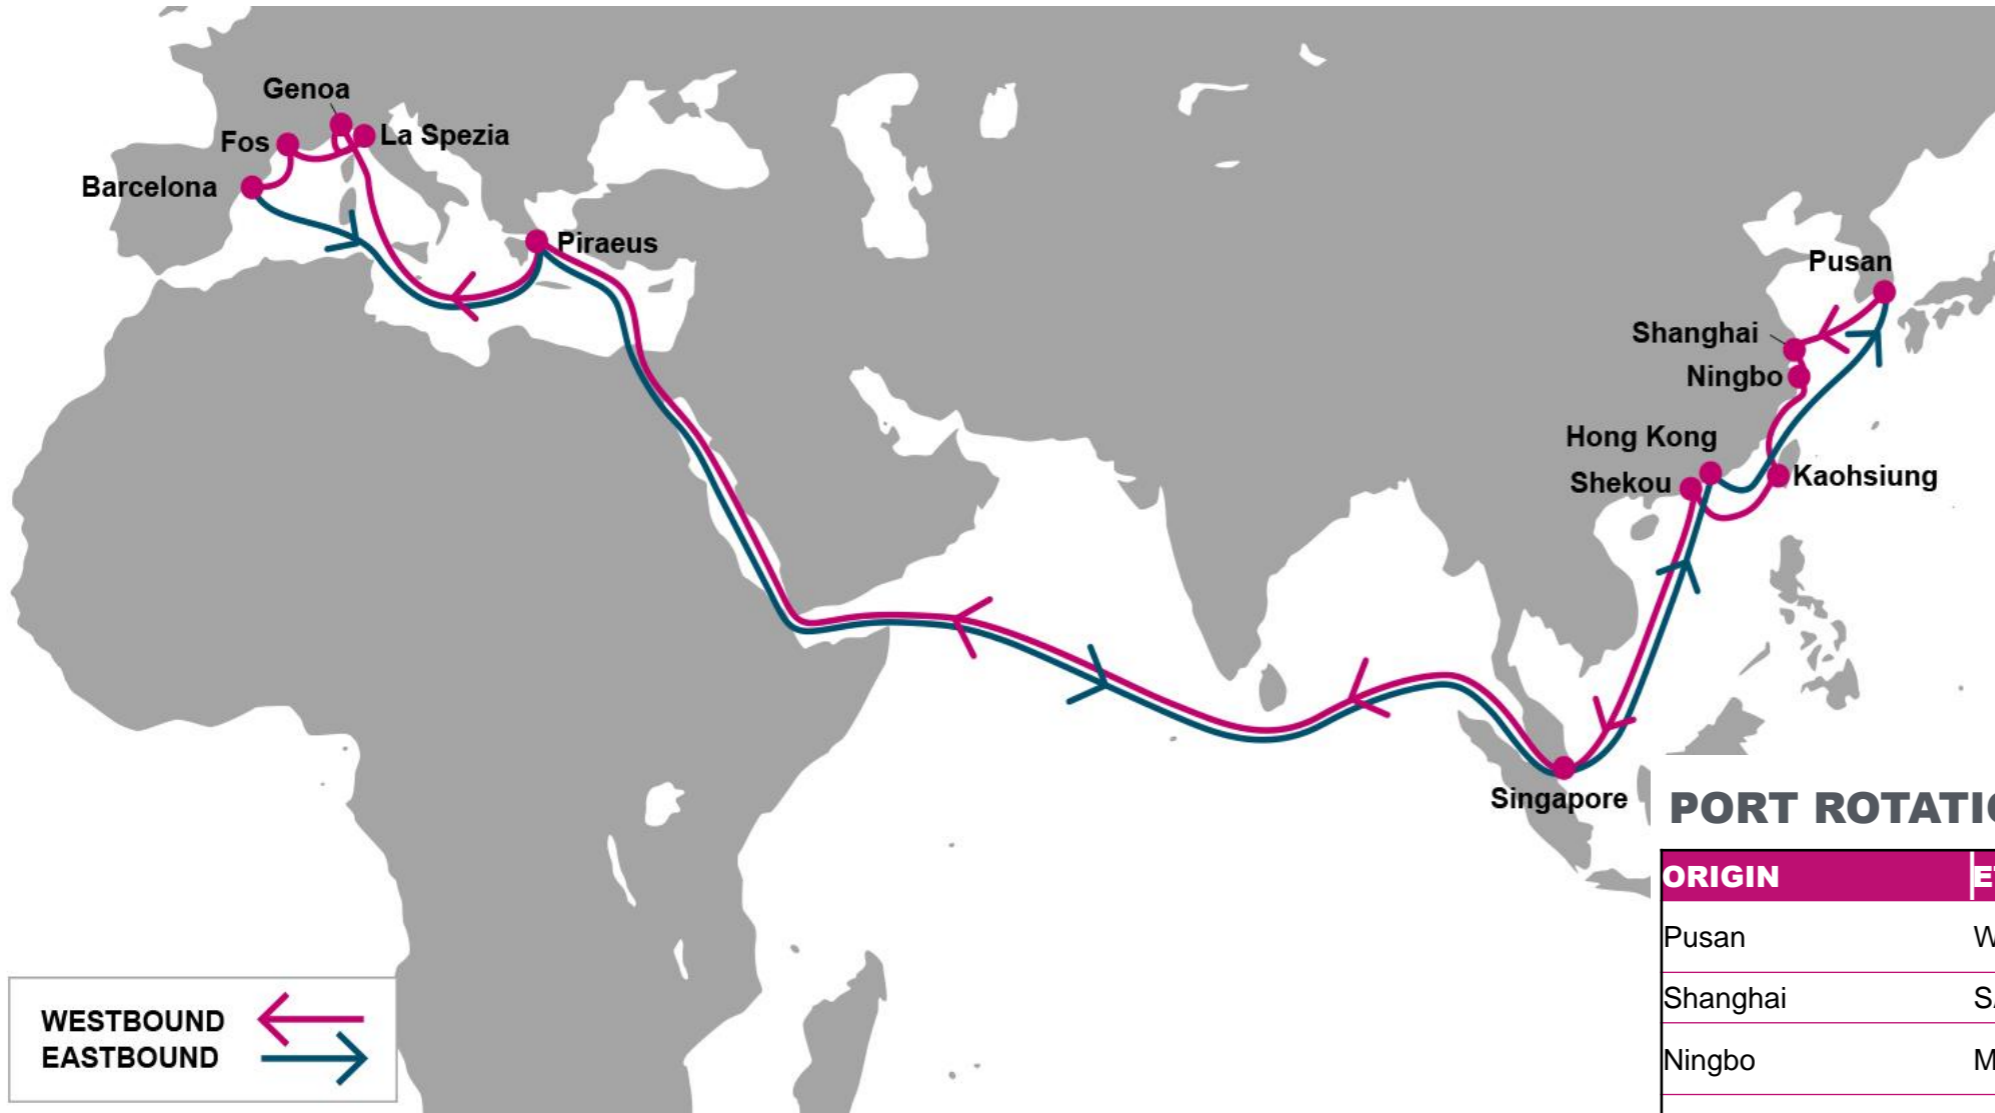 Genoa
Fos
La Spezia
Barcelona
Piraeus
Pusan
Shanghai
Ningbo
Hong Kong
Shekou
Kaohsiung
Singapore
PORT ROTATIO
ORIGIN
Pusan W
Shanghai
Ningbo M
WESTBOUND
EASTBOUND